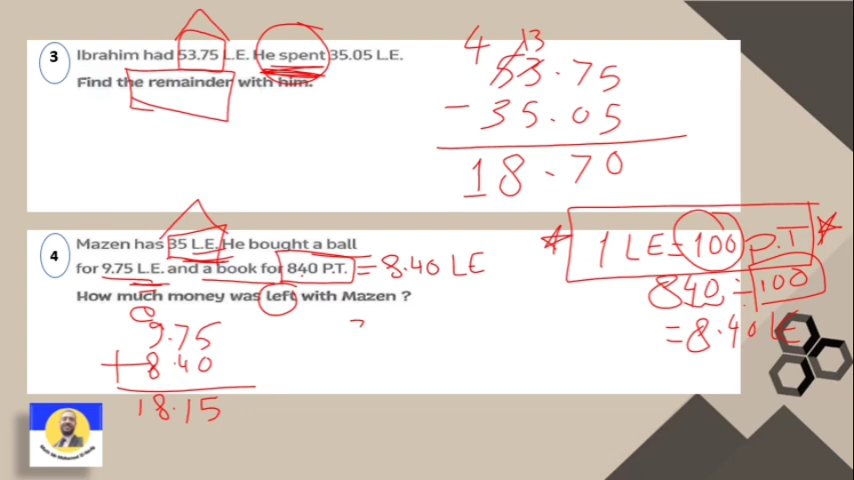 3
Ibrahim had 53.75 L.E. He spent 35.05 L.E.
Find the remainder with him.
4 13
53.75
- 35.05
18.70
4
Mazen has 35 L.E. He bought a ball
for 9.75 L.E. and a book for 840 P.T. = 8.40 LE
How much money was left with Mazen ?
9.75
+ 8.40
18.15
1 LE = 100 P.T
840 ÷ 100
= 8.40 LE